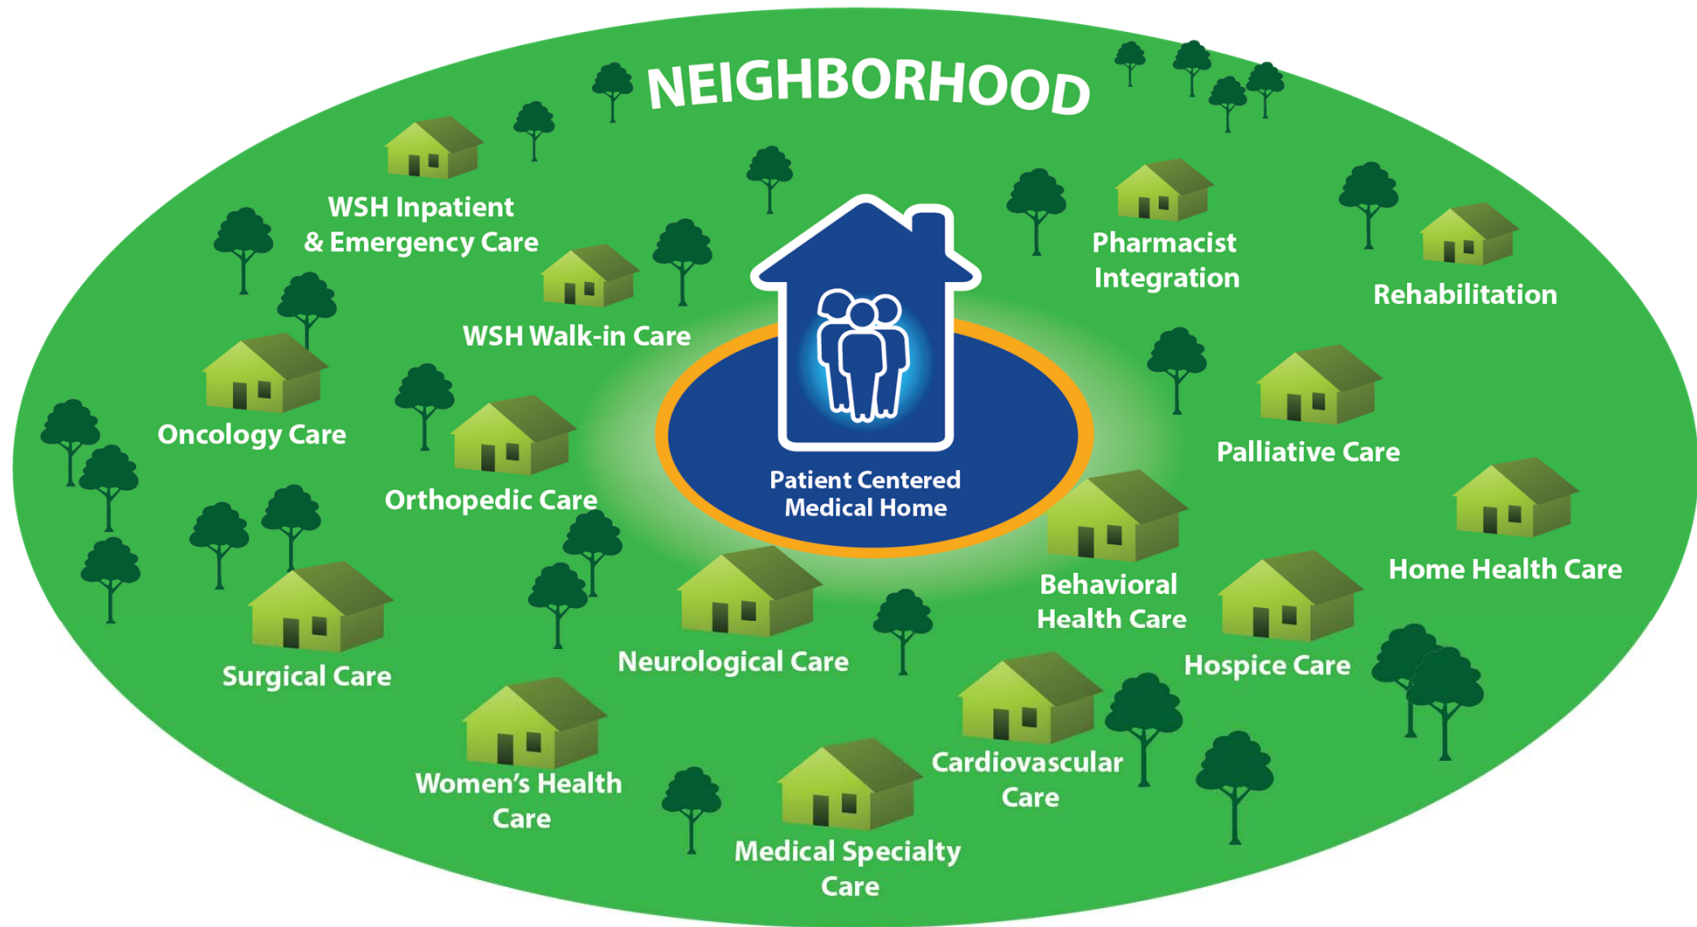 NEIGHBORHOOD
WSH Inpatient
& Emergency Care
WSH Walk-in Care
Pharmacist
Integration
Rehabilitation
Oncology Care
Orthopedic Care
Patient Centered
Medical Home
Palliative Care
Home Health Care
Behavioral
Health Care
Hospice Care
Surgical Care
Neurological Care
Women's Health
Care
Cardiovascular
Care
Medical Specialty
Care